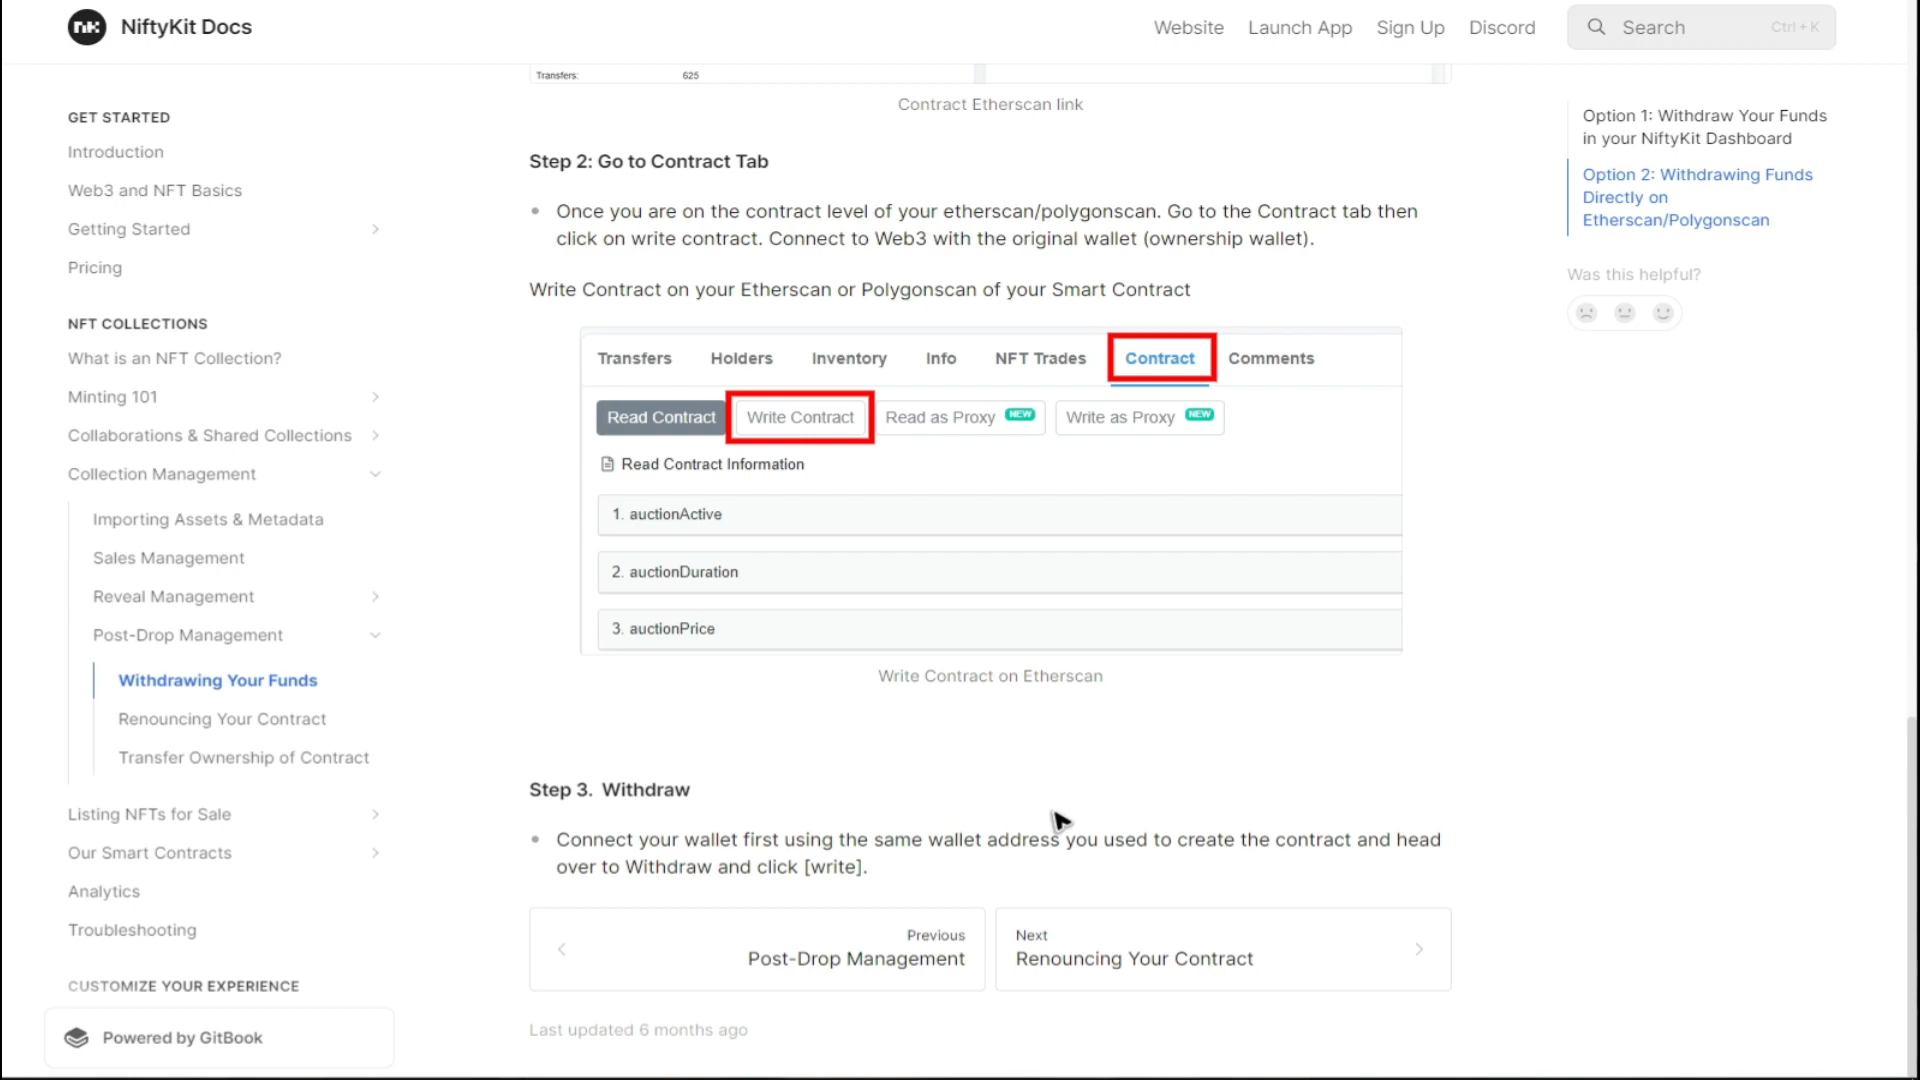 NiftyKit Docs
Website
Launch App
Sign Up
Discord
Search
Ctrl + K
GET STARTED
Introduction
Web3 and NFT Basics
Getting Started
Pricing
NFT COLLECTIONS
What is an NFT Collection?
Minting 101
Collaborations & Shared Collections
Collection Management
Importing Assets & Metadata
Sales Management
Reveal Management
Post-Drop Management
Withdrawing Your Funds
Renouncing Your Contract
Transfer Ownership of Contract
Listing NFTs for Sale
Our Smart Contracts
Analytics
Troubleshooting
CUSTOMIZE YOUR EXPERIENCE
Powered by GitBook
Transfers: 625
Contract Etherscan link
Step 2: Go to Contract Tab
Once you are on the contract level of your etherscan/polygonscan. Go to the Contract tab then
click on write contract. Connect to Web3 with the original wallet (ownership wallet).
Write Contract on your Etherscan or Polygonscan of your Smart Contract
Transfers Holders Inventory Info NFT Trades Contract Comments
Read Contract Write Contract Read as Proxy NEW Write as Proxy NEW
Read Contract Information
1. auctionActive
2. auctionDuration
3. auctionPrice
Write Contract on Etherscan
Step 3. Withdraw
Connect your wallet first using the same wallet address you used to create the contract and head
over to Withdraw and click [write].
Previous
Post-Drop Management
Next
Renouncing Your Contract
Last updated 6 months ago
Option 1: Withdraw Your Funds
in your NiftyKit Dashboard
Option 2: Withdrawing Funds
Directly on
Etherscan/Polygonscan
Was this helpful?